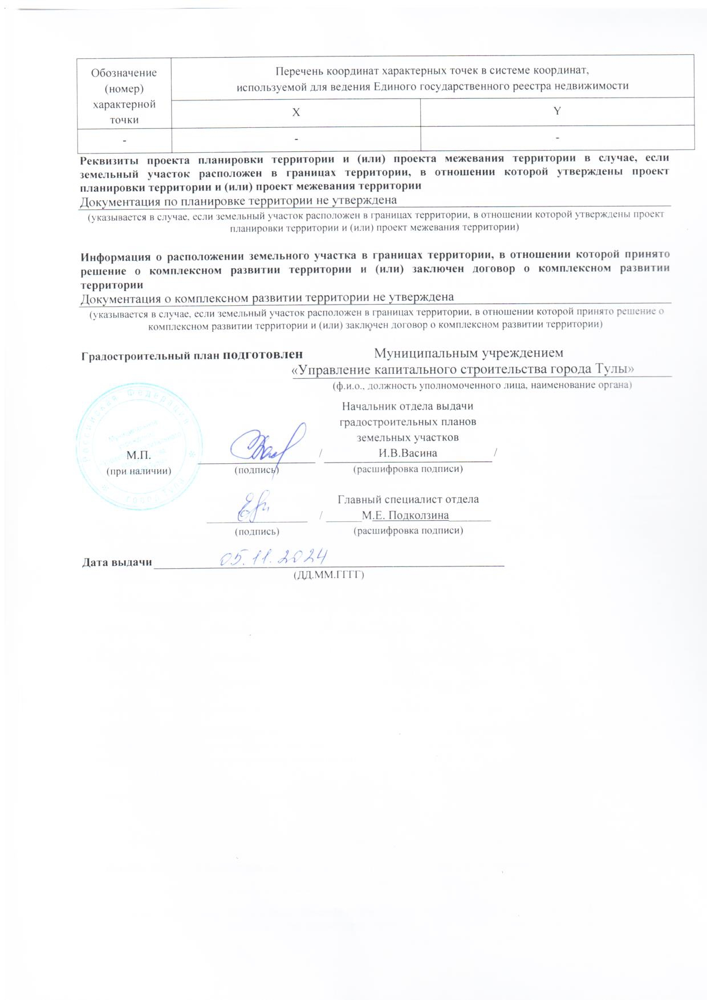 Обозначение
(номер)
характерной
точки
Перечень координат характерных точек в системе координат,
используемой для ведения Единого государственного реестра недвижимости
X
Y
-
-
-
Реквизиты проекта планировки территории и (или) проекта межевания территории в случае, если
земельный участок расположен в границах территории, в отношении которой утверждены проект
планировки территории и (или) проект межевания территории
Документация по планировке территории не утверждена
(указывается в случае, если земельный участок расположен в границах территории, в отношении которой утверждены проект
планировки территории и (или) проект межевания территории)
Информация о расположении земельного участка в границах территории, в отношении которой принято
решение о комплексном развитии территории и (или) заключен договор о комплексном развитии
территории
Документация о комплексном развитии территории не утверждена
(указывается в случае, если земельный участок расположен в границах территории, в отношении которой принято решение о
комплексном развитии территории и (или) заключен договор о комплексном развитии территории)
Градостроительный план подготовлен
Муниципальным учреждением
«Управление капитального строительства города Тулы»
(ф.и.о., должность уполномоченного лица, наименование органа)
Российская Федерация
Муниципальное
учреждение
город Тула
М.П.
(при наличии)
(подпись)
Начальник отдела выдачи
градостроительных планов
земельных участков
/ И.В.Васина /
(расшифровка подписи)
Главный специалист отдела
/ М.Е. Подколзина
(подпись)
(расшифровка подписи)
Дата выдачи 05.11.2024
(ДД.ММ.ГГГГ)